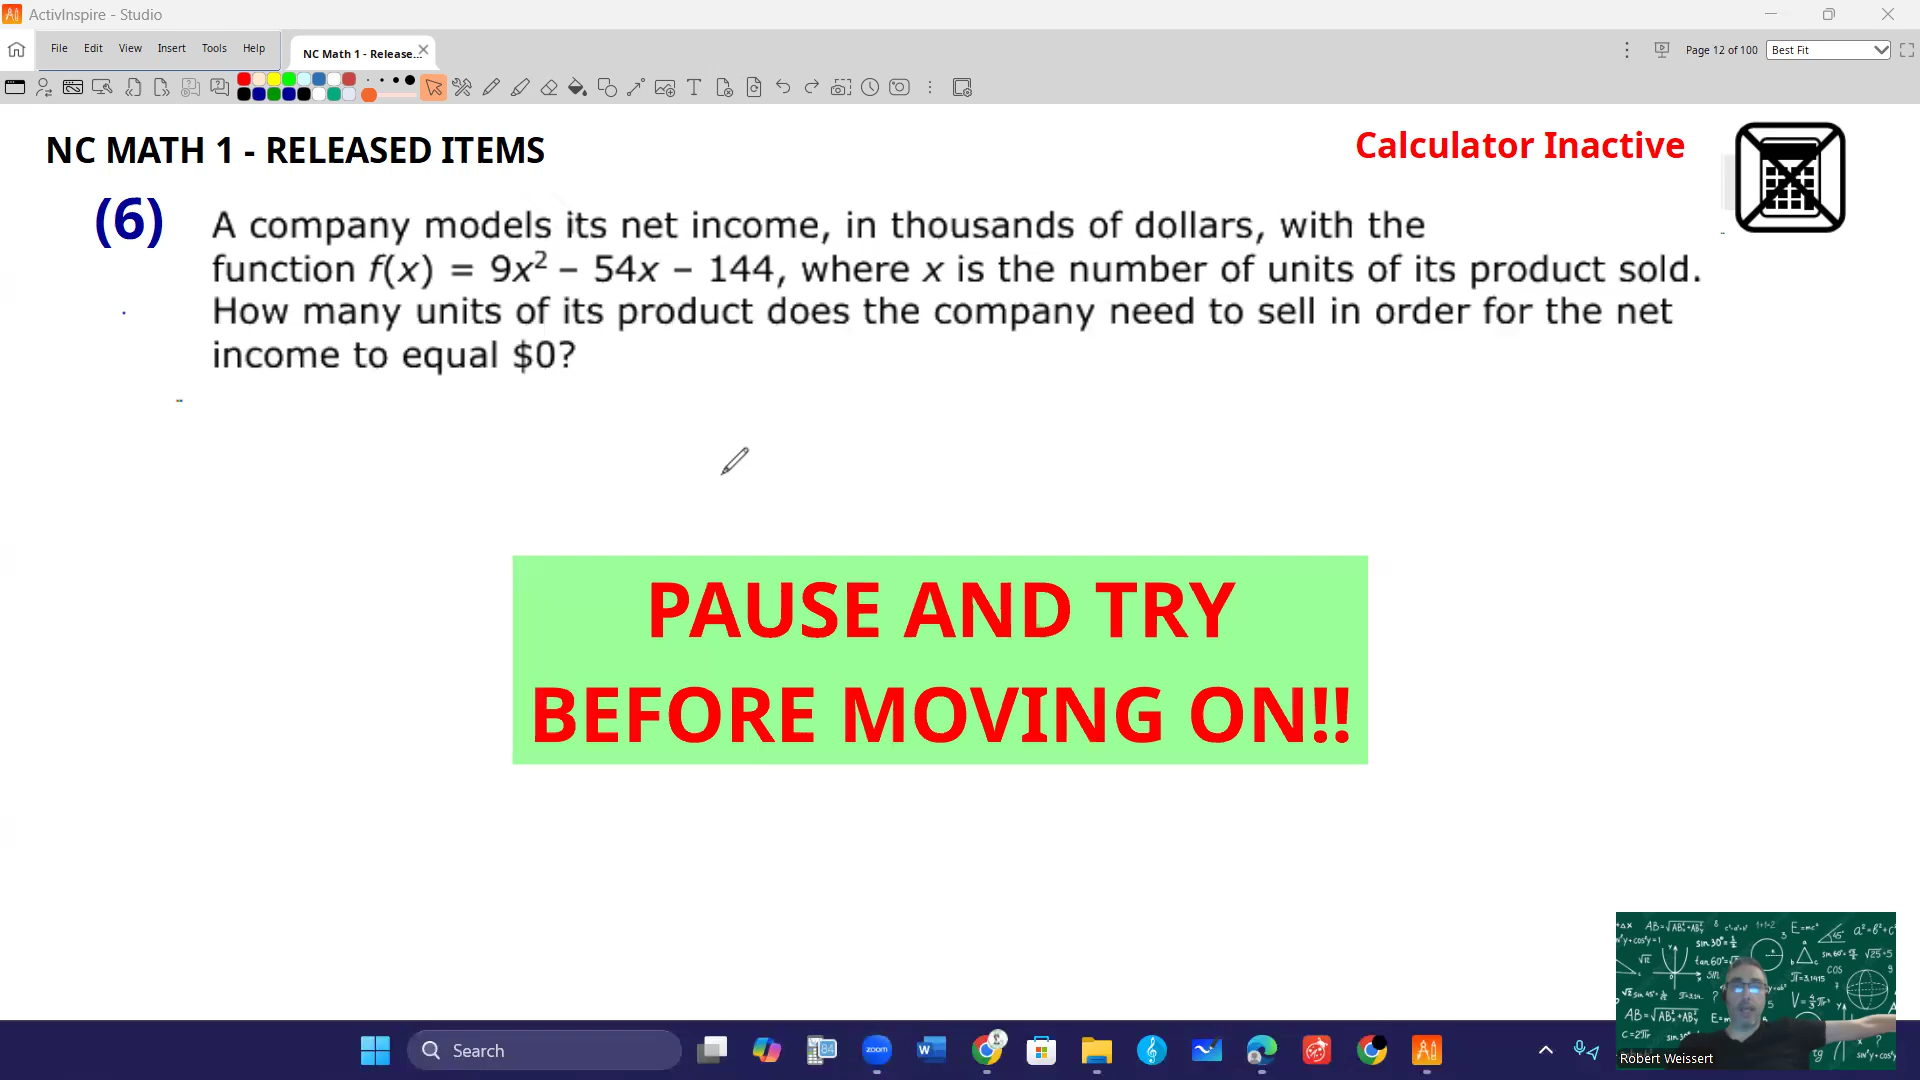 ActivInspire - Studio
File Edit View Insert Tools Help
NC Math 1 - Release...
Page 12 of 100
Best Fit
NC MATH 1 - RELEASED ITEMS
Calculator Inactive
(6)
A company models its net income, in thousands of dollars, with the
function f(x) = 9x² – 54x – 144, where x is the number of units of its product sold.
How many units of its product does the company need to sell in order for the net
income to equal $0?
PAUSE AND TRY
BEFORE MOVING ON!!
Search
zoom
Robert Weissert